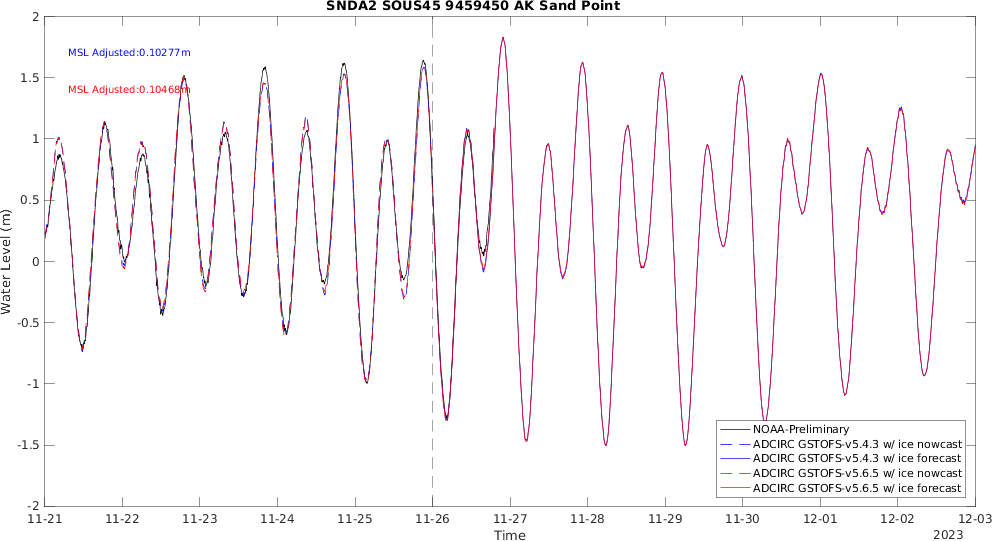 SNDA2 SOUS45 9459450 AK Sand Point
MSL Adjusted:0.10277m
MSL Adjusted:0.10468m
Water Level (m)
2
1.5
1
0.5
0
-0.5
-1
-1.5
-2
NOAA-Preliminary
ADCIRC GSTOFS-v5.4.3 w/ ice nowcast
ADCIRC GSTOFS-v5.4.3 w/ ice forecast
ADCIRC GSTOFS-v5.6.5 w/ ice nowcast
ADCIRC GSTOFS-v5.6.5 w/ ice forecast
11-21 11-22 11-23 11-24 11-25 11-26 11-27 11-28 11-29 11-30 12-01 12-02 12-03
Time
2023